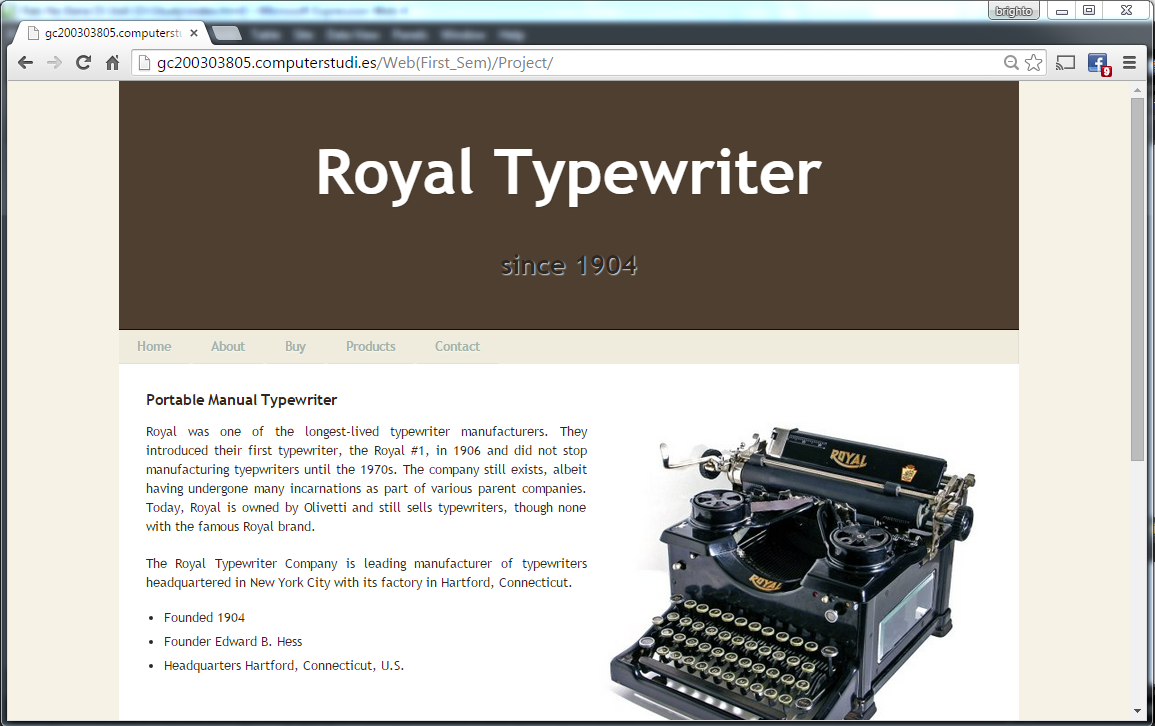 brighto
gc200303805.computerstu
gc200303805.computerstudi.es/Web(First_Sem)/Project/
9
Royal Typewriter
since 1904
Home About Buy Products Contact
Portable Manual Typewriter
Royal was one of the longest-lived typewriter manufacturers. They
introduced their first typewriter, the Royal #1, in 1906 and did not stop
manufacturing tyepwriters until the 1970s. The company still exists, albeit
having undergone many incarnations as part of various parent companies.
Today, Royal is owned by Olivetti and still sells typewriters, though none
with the famous Royal brand.
The Royal Typewriter Company is leading manufacturer of typewriters
headquartered in New York City with its factory in Hartford, Connecticut.
• Founded 1904
• Founder Edward B. Hess
• Headquarters Hartford, Connecticut, U.S.
ROYAL
ROYAL